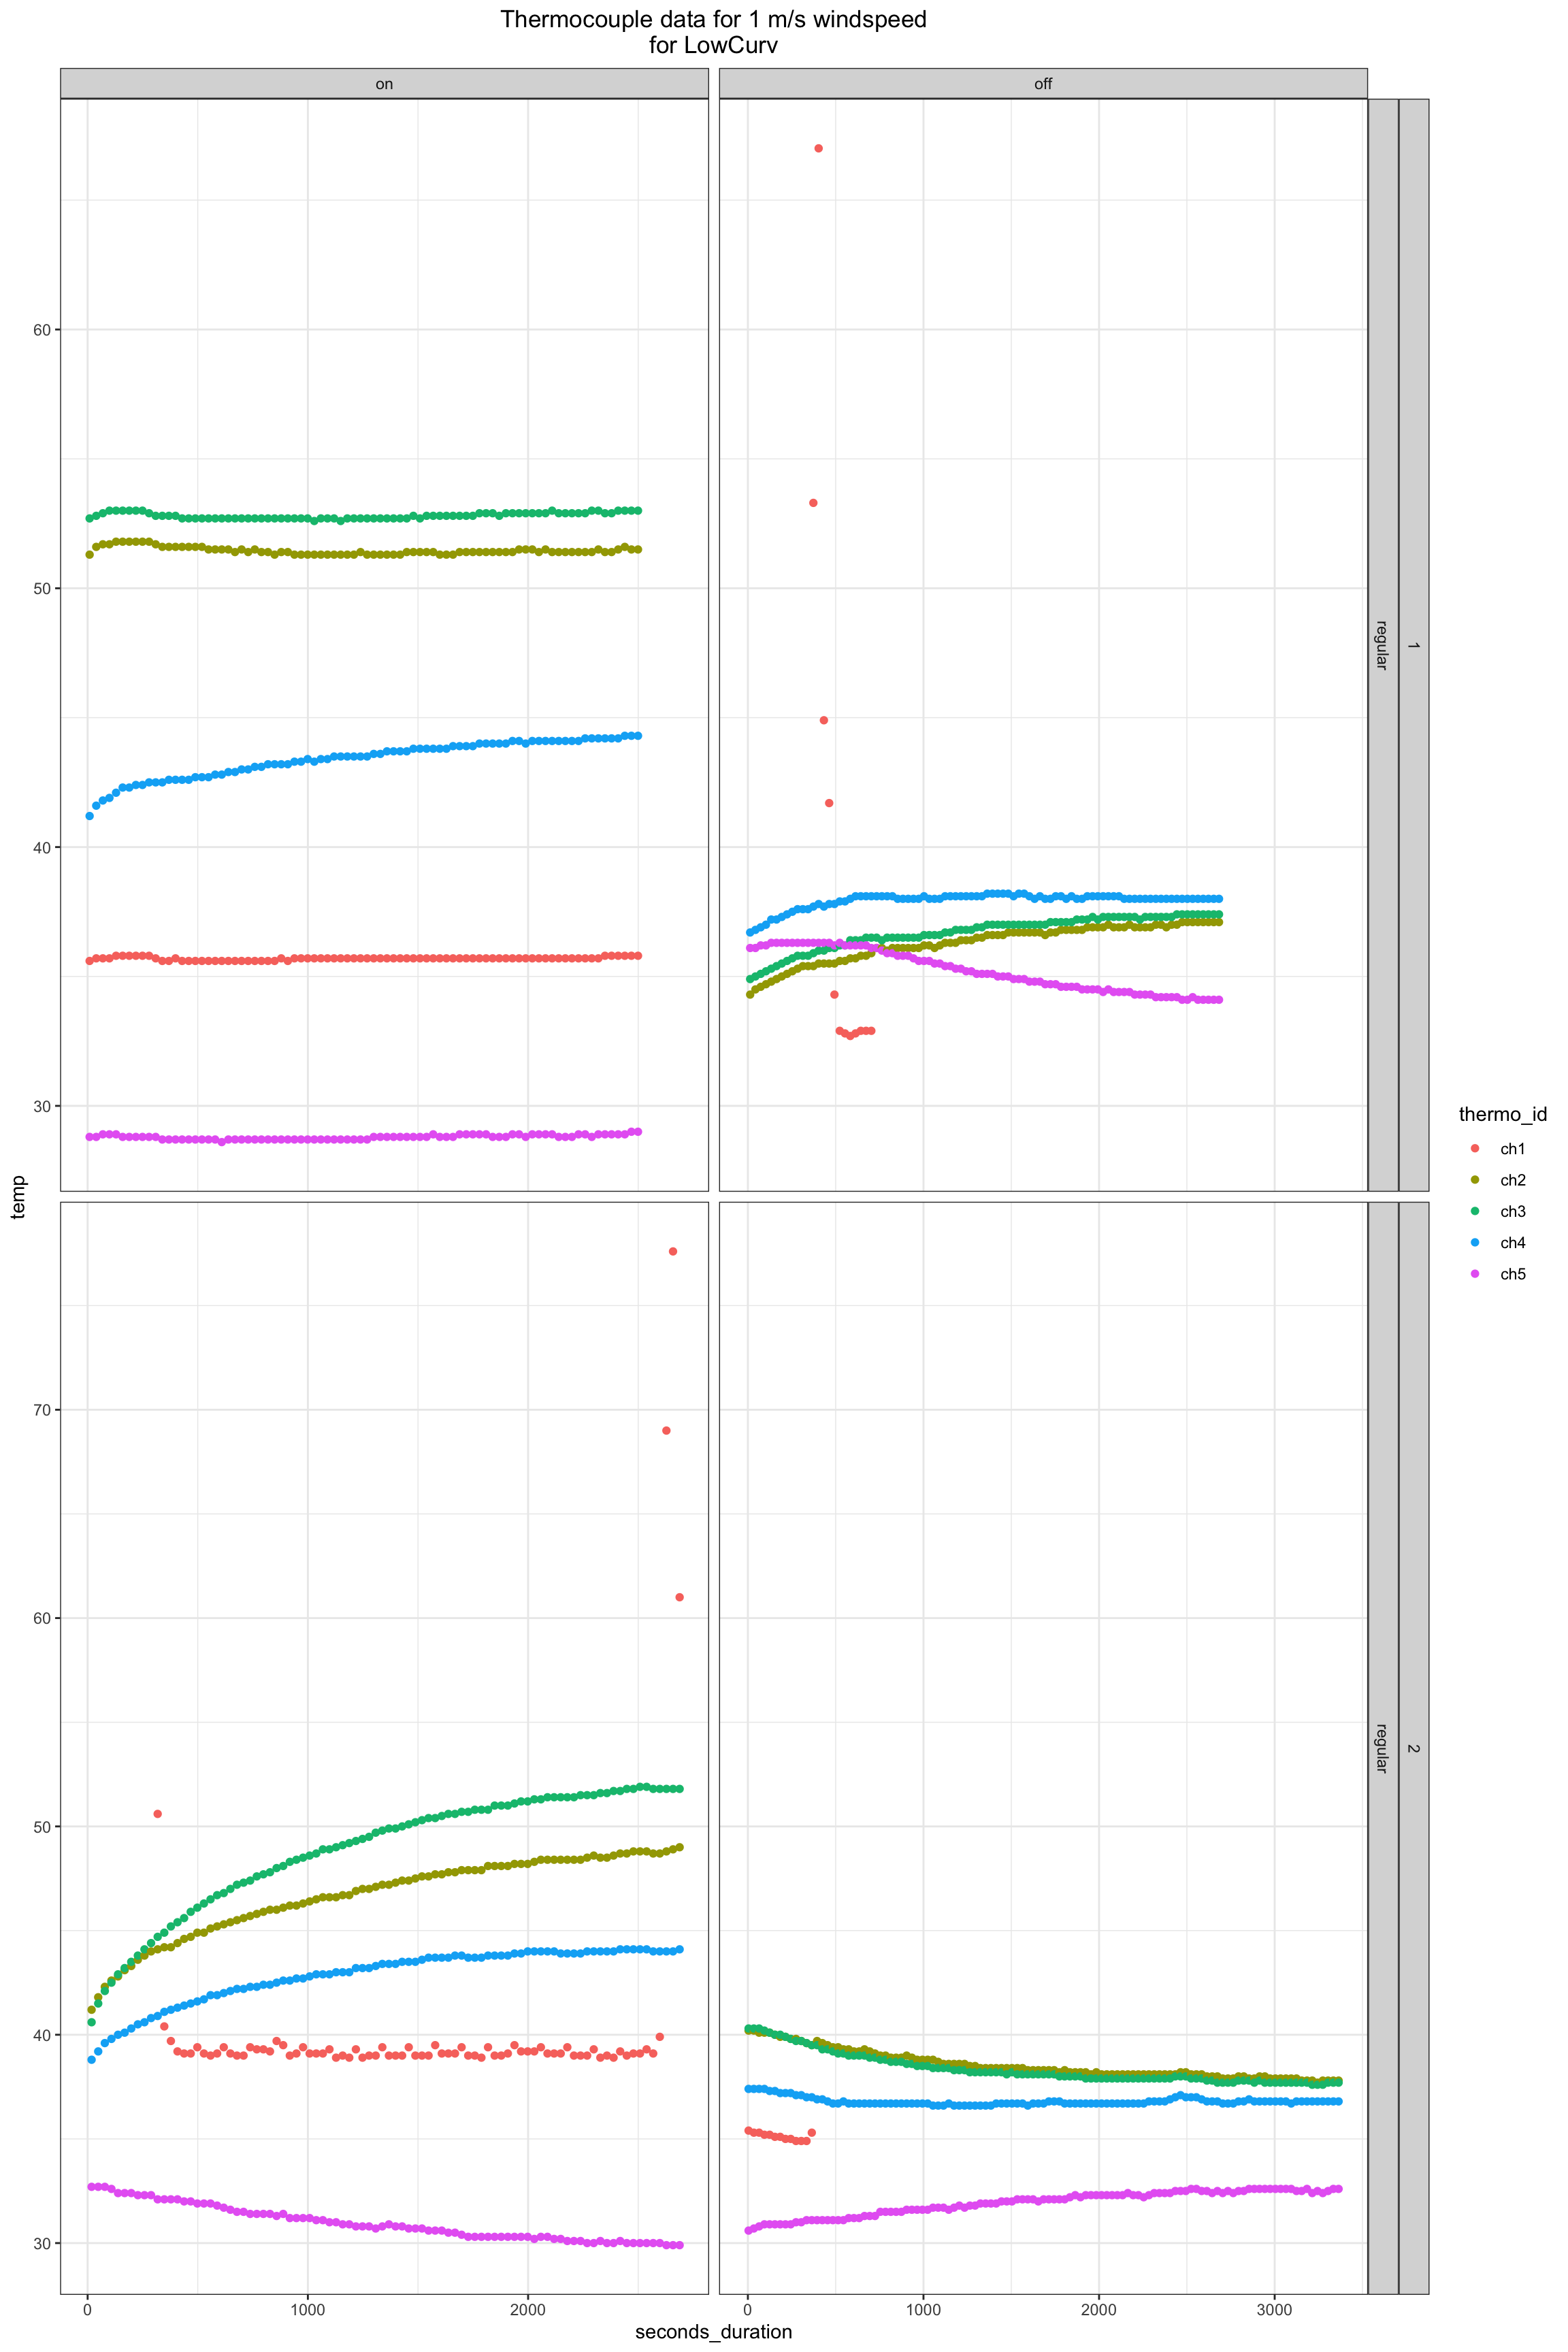 Thermocouple data for 1 m/s windspeed
for LowCurv
on
off
60
50
40
30
regular
1
temp
thermo_id
ch1
ch2
ch3
ch4
ch5
70
60
50
40
30
regular
2
0
1000
2000
0
1000
2000
3000
seconds_duration